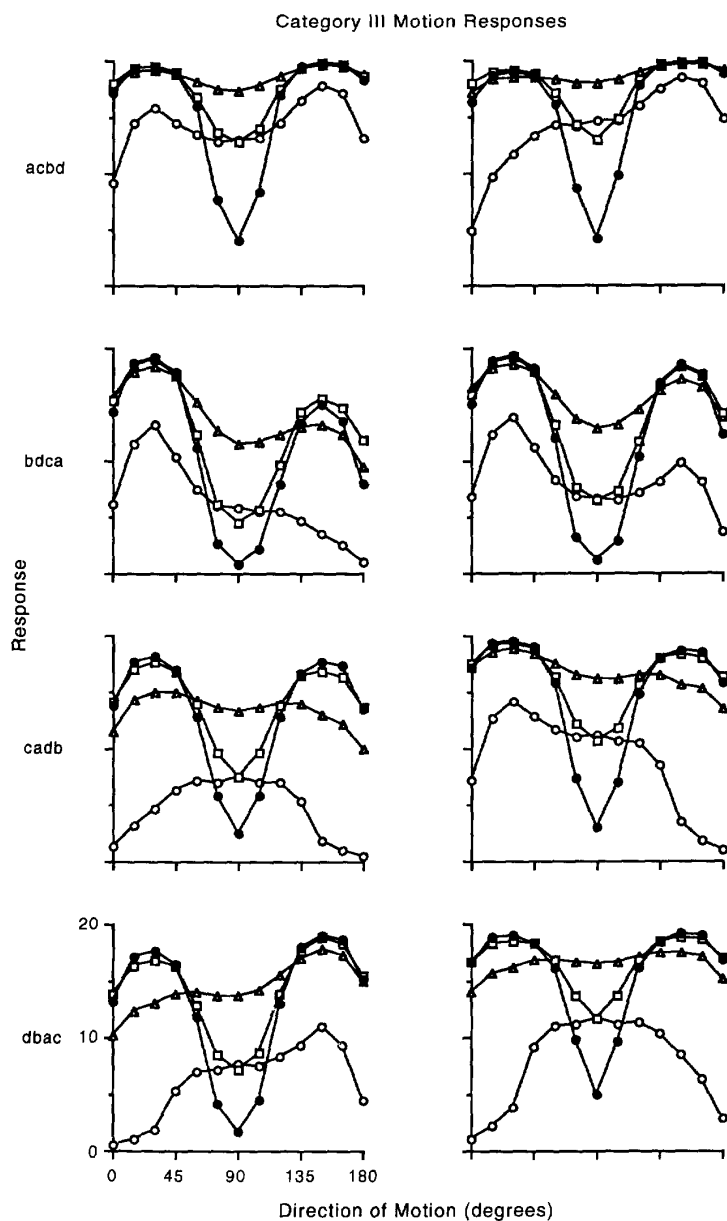 Category III Motion Responses
acbd
bdca
Response
cadb
20
10
0
dbac
0 45 90 135 180
Direction of Motion (degrees)